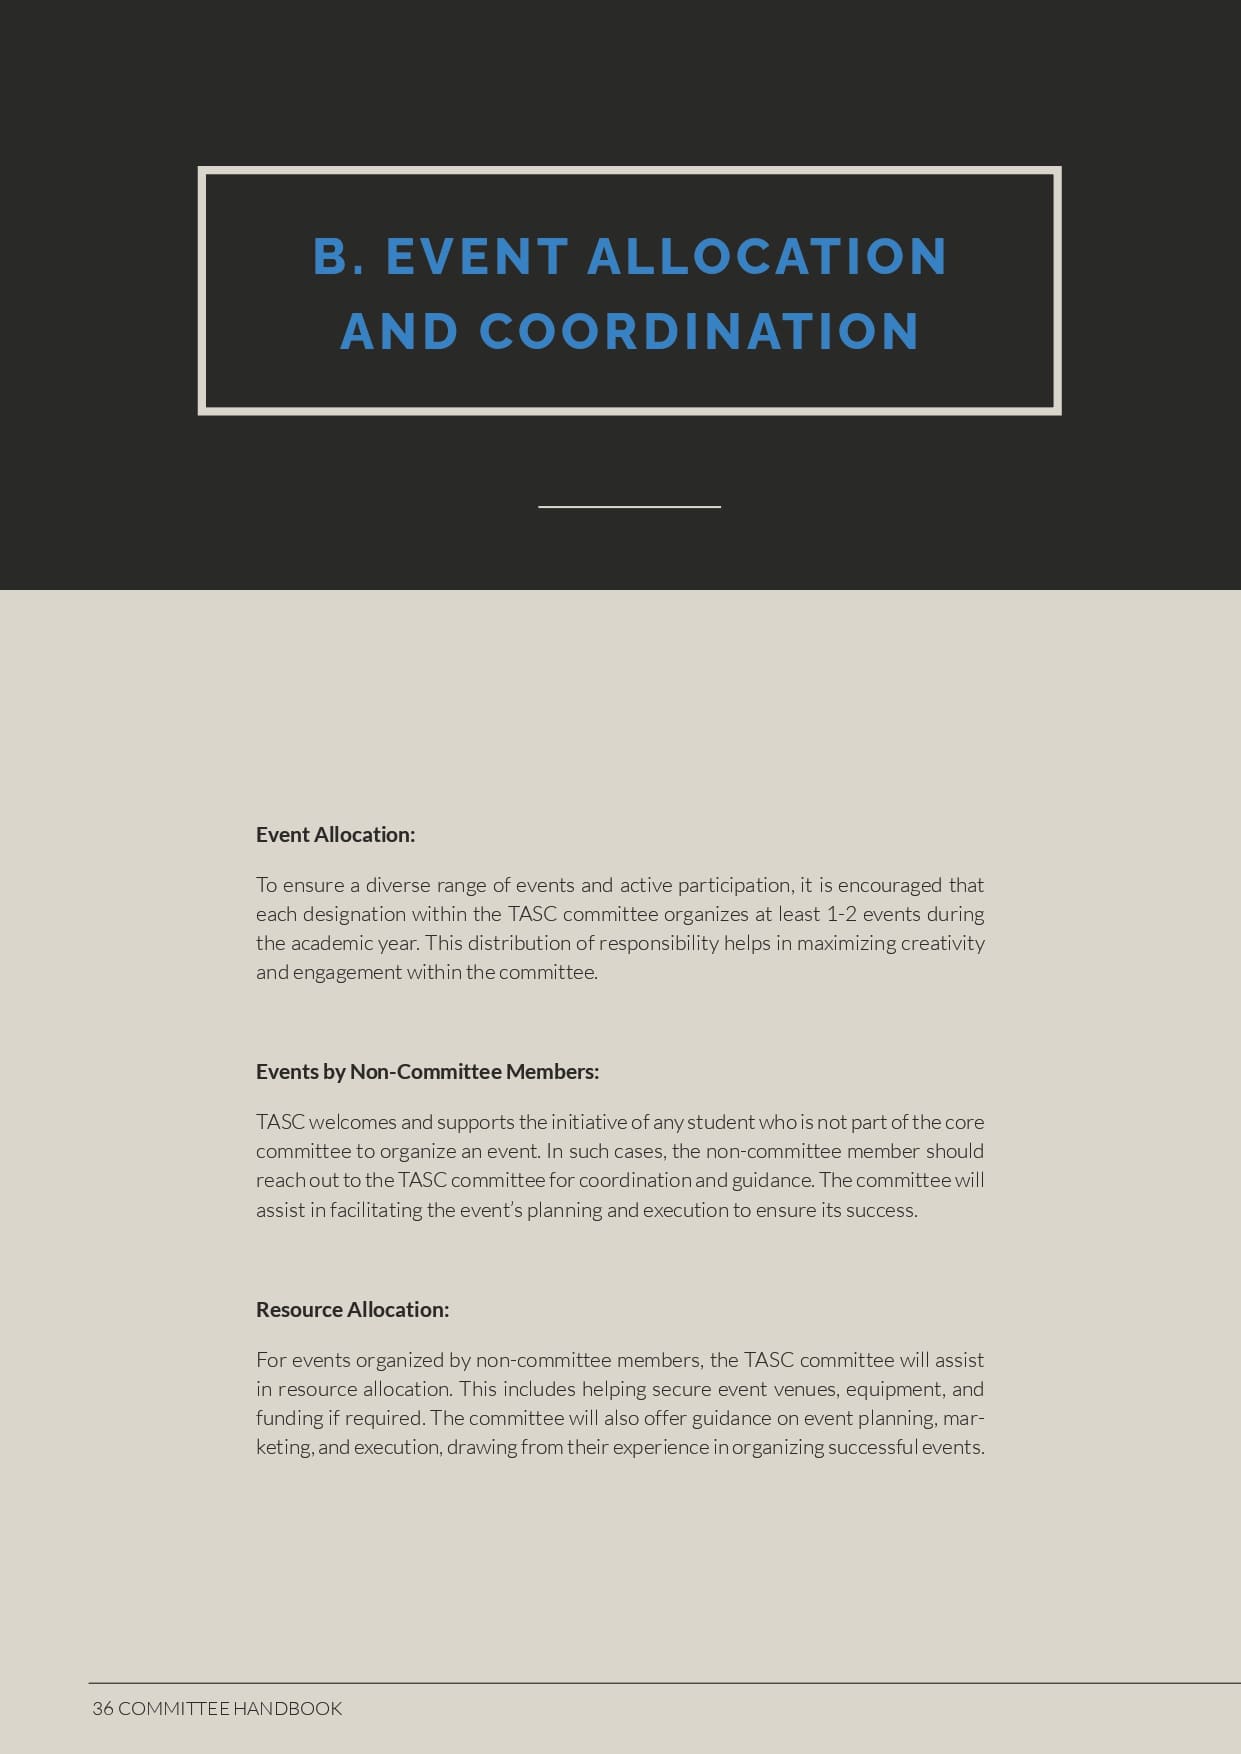 B. EVENT ALLOCATION
AND COORDINATION
Event Allocation:
To ensure a diverse range of events and active participation, it is encouraged that
each designation within the TASC committee organizes at least 1-2 events during
the academic year. This distribution of responsibility helps in maximizing creativity
and engagement within the committee.
Events by Non-Committee Members:
TASC welcomes and supports the initiative of any student who is not part of the core
committee to organize an event. In such cases, the non-committee member should
reach out to the TASC committee for coordination and guidance. The committee will
assist in facilitating the event’s planning and execution to ensure its success.
Resource Allocation:
For events organized by non-committee members, the TASC committee will assist
in resource allocation. This includes helping secure event venues, equipment, and
funding if required. The committee will also offer guidance on event planning, mar-
keting, and execution, drawing from their experience in organizing successful events.
36 COMMITTEE HANDBOOK